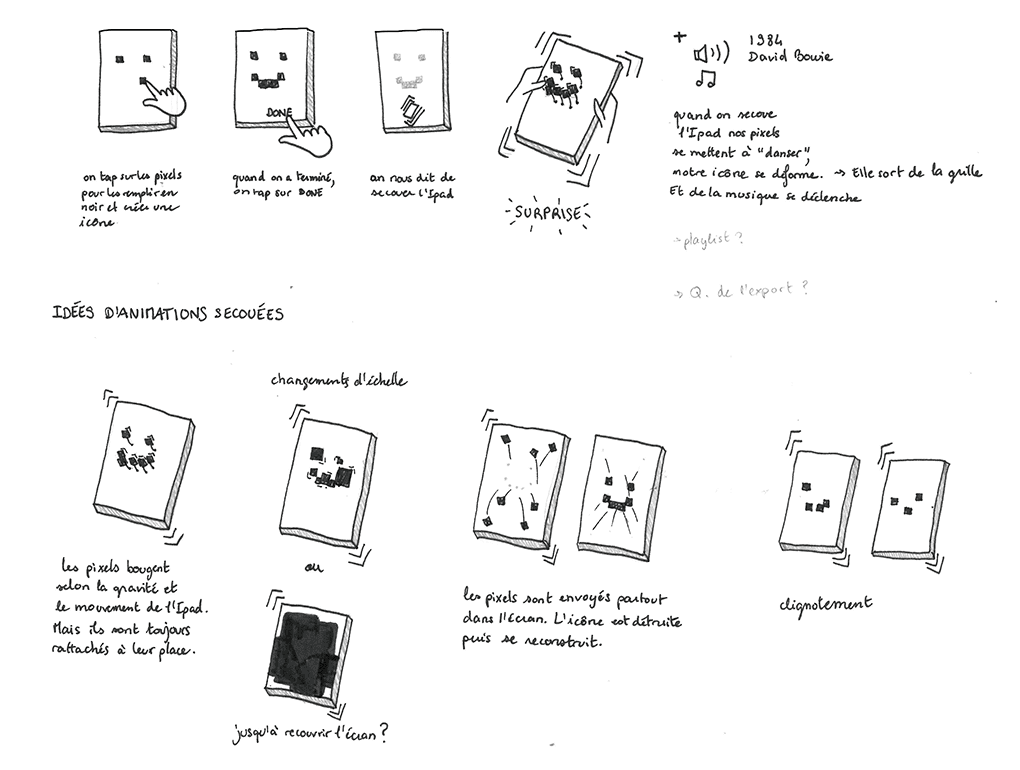 on tap sur les pixels
pour les remplir en
noir et créer une
icône
DONE
quand on a terminé,
on tap sur DONE
on nous dit de
secouer l'Ipad
SURPRISE
+
1984
David Bowie
quand on secoue
l'Ipad nos pixels
se mettent à "danser",
notre icône se déforme. → Elle sort de la grille
Et de la musique se déclenche
→ playlist ?
→ Q. de l'export ?
IDÉES D'ANIMATIONS SECOUÉES
les pixels bougent
selon la gravité et
le mouvement de l'Ipad.
Mais ils sont toujours
rattachés à leur place.
changements d'échelle
ou
jusqu'à recouvrir l'écran ?
les pixels sont envoyés partout
dans l'écran. L'icône est détruite
puis se reconstruit.
clignotement